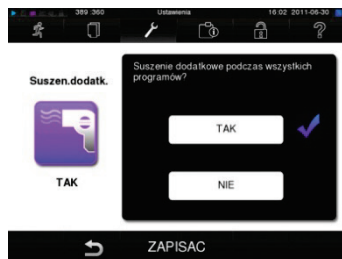 389 :360 Ustawienia 16:02 2011-06-30
Suszen.dodatk.
Suszenie dodatkowe podczas wszystkich
programów?
TAK
TAK
NIE
ZAPISAC